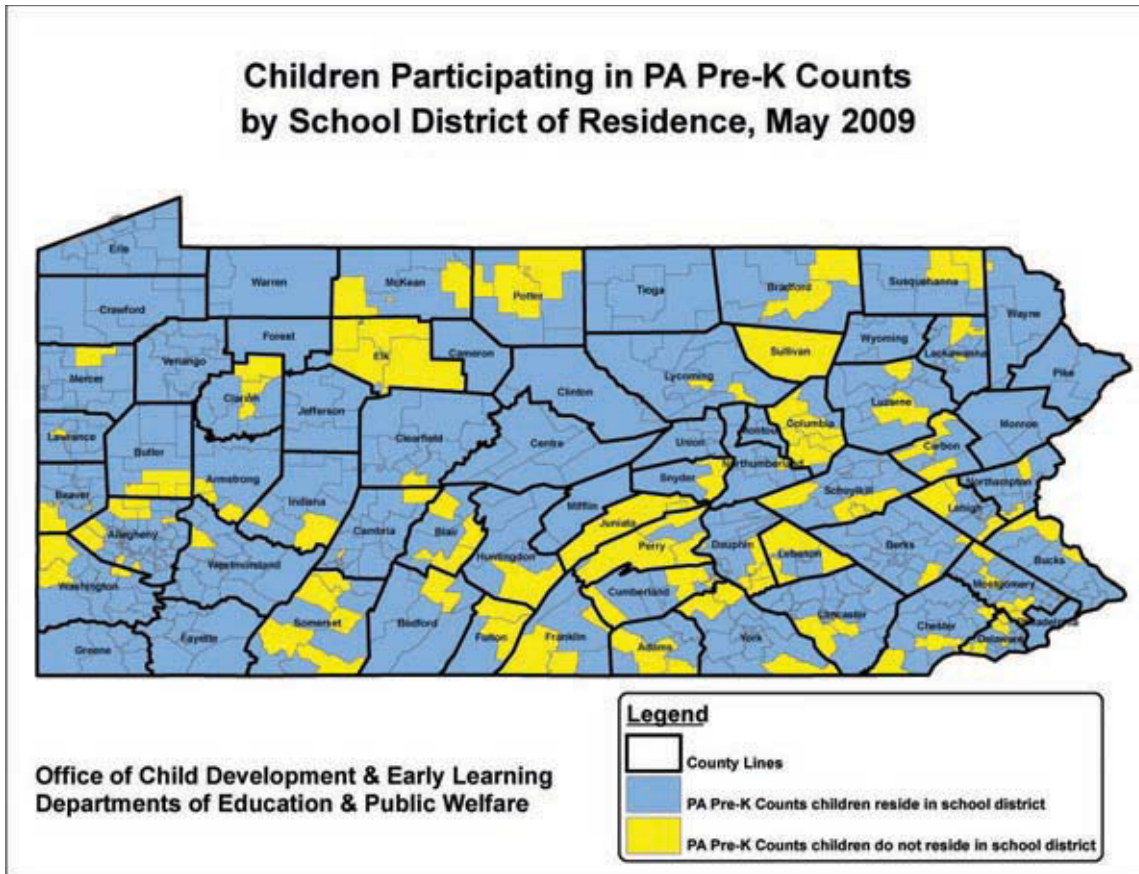 Children Participating in PA Pre-K Counts
by School District of Residence, May 2009
Erie
Warren
McKean
Potter
Tioga
Bradford
Susquehanna
Crawford
Wayne
Forest
Elk
Cameron
Sullivan
Wyoming
Lackawanna
Venango
Mercer
Pike
Lycoming
Clinton
Clarion
Jefferson
Luzerne
Columbia
Monroe
Lawrence
Clearfield
Centre
Union
Butler
Carbon
Northumberland
Armstrong
Snyder
Northampton
Beaver
Indiana
Mifflin
Schuylkill
Lehigh
Juniata
Allegheny
Cambria
Blair
Perry
Dauphin
Lebanon
Berks
Huntingdon
Bucks
Westmoreland
Washington
Cumberland
Montgomery
Lancaster
Somerset
Bedford
Chester
Philadelphia
Greene
Fayette
Fulton
Franklin
Adams
York
Delaware
Legend
County Lines
PA Pre-K Counts children reside in school district
PA Pre-K Counts children do not reside in school district
Office of Child Development & Early Learning
Departments of Education & Public Welfare